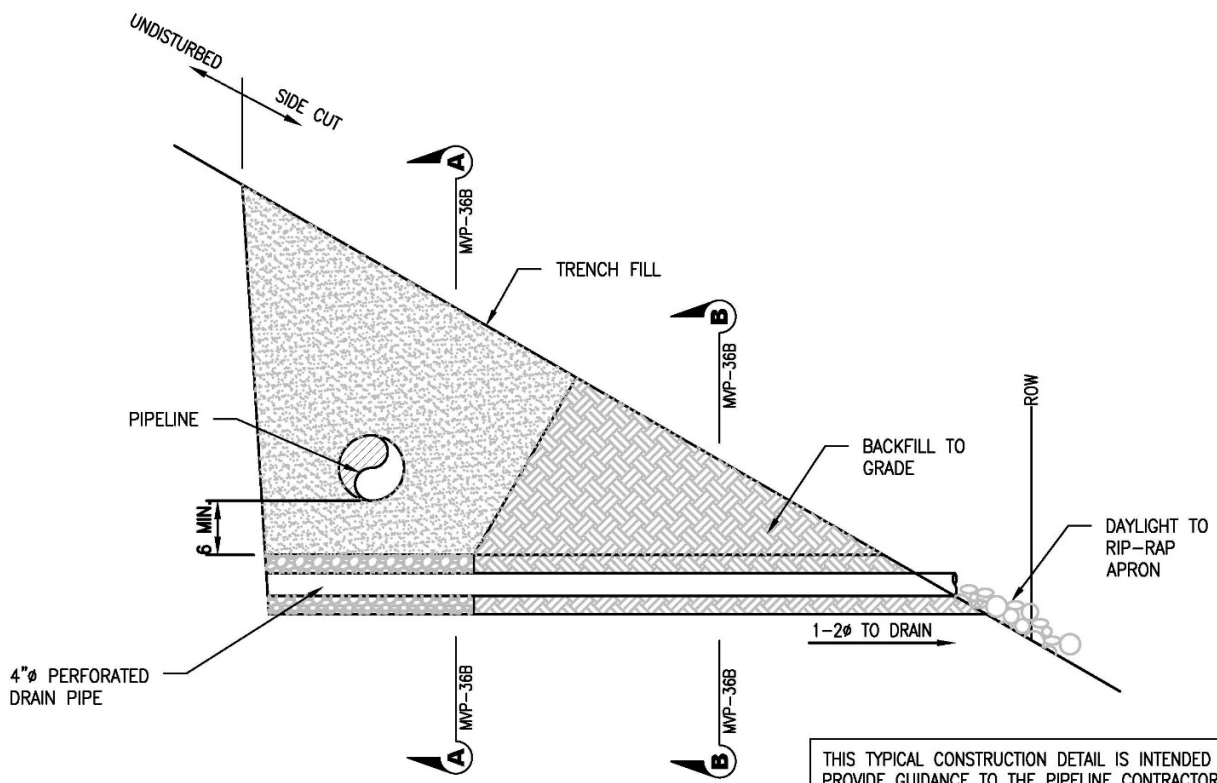 UNDISTURBED
SIDE CUT
A
MVP-36B
TRENCH FILL
B
MVP-36B
ROW
PIPELINE
BACKFILL TO
GRADE
6 MIN.
DAYLIGHT TO
RIP-RAP
APRON
1-2ø TO DRAIN
4"ø PERFORATED
DRAIN PIPE
MVP-36B
A
MVP-36B
B
THIS TYPICAL CONSTRUCTION DETAIL IS INTENDED
PROVIDE GUIDANCE TO THE PIPELINE CONTRACTOR